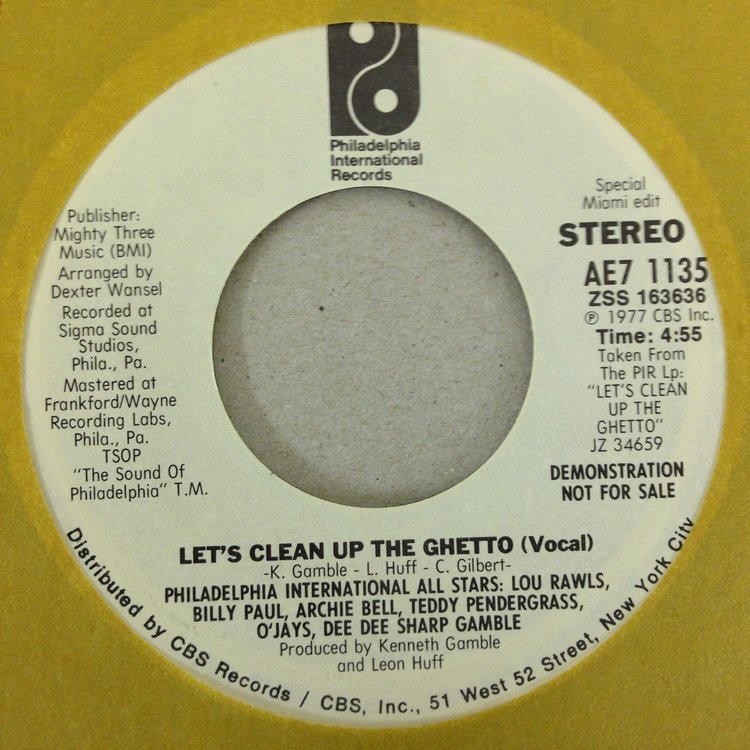 Philadelphia
International
Records
Publisher:
Mighty Three
Music (BMI)
Arranged by
Dexter Wansel
Recorded at
Sigma Sound
Studios,
Phila., Pa.
Mastered at
Frankford/Wayne
Recording Labs,
Phila., Pa.
TSOP
"The Sound Of
Philadelphia" T.M.
Special
Miami edit
STEREO
AE7 1135
ZSS 163636
℗ 1977 CBS Inc.
Time: 4:55
Taken From
The PIR Lp:
"LET'S CLEAN
UP THE
GHETTO"
JZ 34659
DEMONSTRATION
NOT FOR SALE
LET'S CLEAN UP THE GHETTO (Vocal)
-K. Gamble - L. Huff - C. Gilbert-
PHILADELPHIA INTERNATIONAL ALL STARS: LOU RAWLS,
BILLY PAUL, ARCHIE BELL, TEDDY PENDERGRASS,
O'JAYS, DEE DEE SHARP GAMBLE
Produced by Kenneth Gamble
and Leon Huff
Distributed by CBS Records / CBS, Inc., 51 West 52 Street, New York City